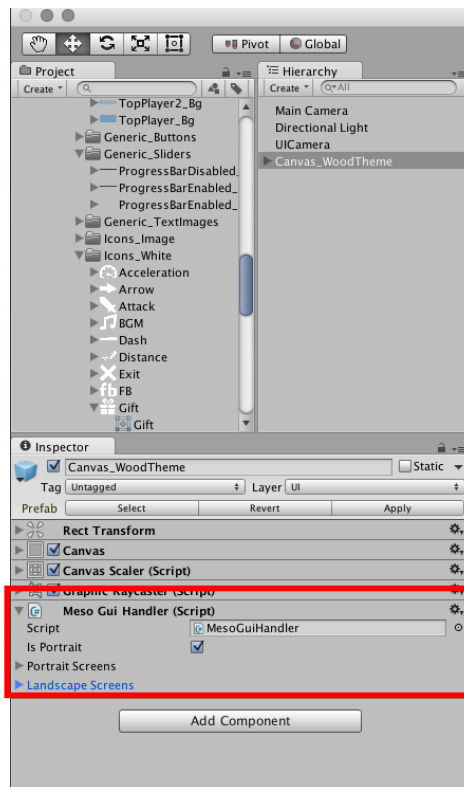 Pivot Global
Project
Hierarchy
Create
Create All
TopPlayer2_Bg
TopPlayer_Bg
Generic_Buttons
Generic_Sliders
ProgressBarDisabled_
ProgressBarEnabled_
ProgressBarEnabled_
Generic_TextImages
Icons_Image
Icons_White
Acceleration
Arrow
Attack
BGM
Dash
Distance
Exit
FB
Gift
Gift
Main Camera
Directional Light
UICamera
Canvas_WoodTheme
Inspector
Canvas_WoodTheme Static
Tag Untagged Layer UI
Prefab Select Revert Apply
Rect Transform
Canvas
Canvas Scaler (Script)
Graphic Raycaster (Script)
Meso Gui Handler (Script)
Script MesoGuiHandler
Is Portrait
Portrait Screens
Landscape Screens
Add Component